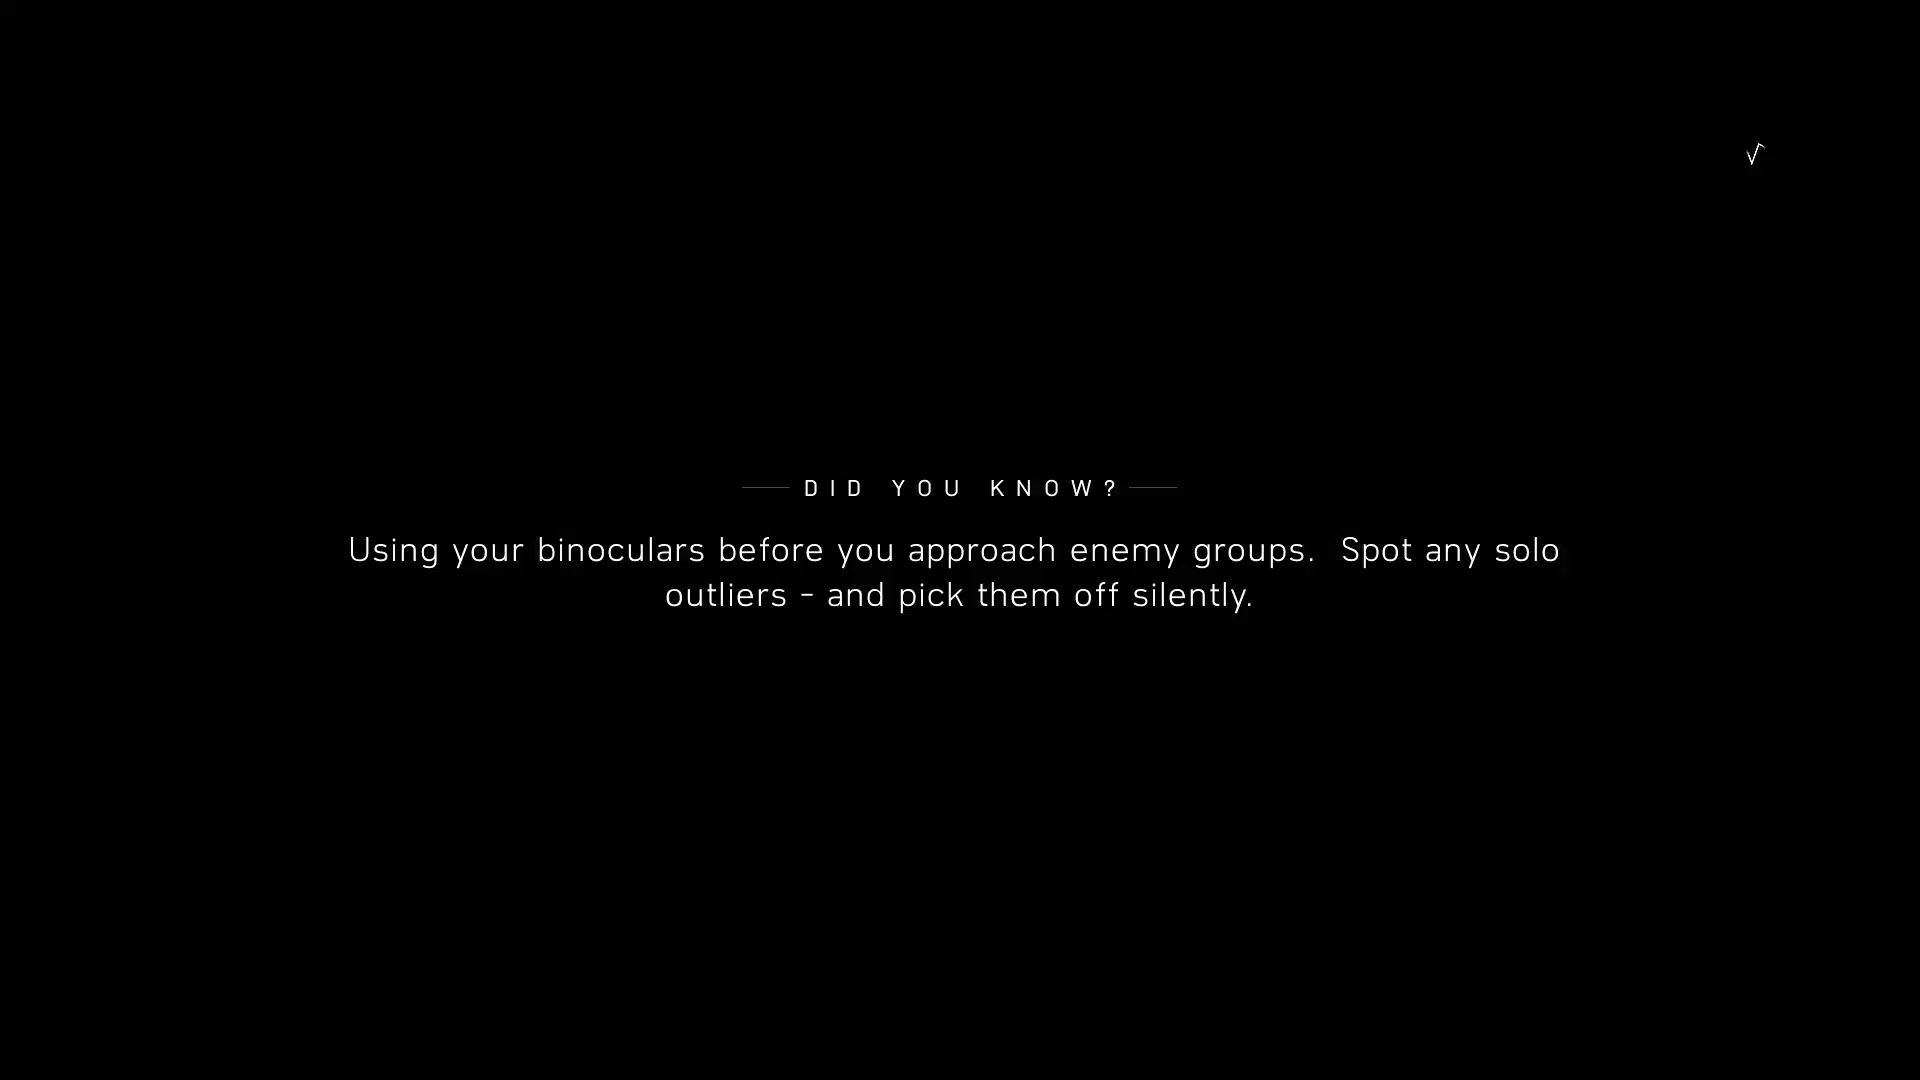 DID YOU KNOW?
Using your binoculars before you approach enemy groups.  Spot any solo
outliers - and pick them off silently.